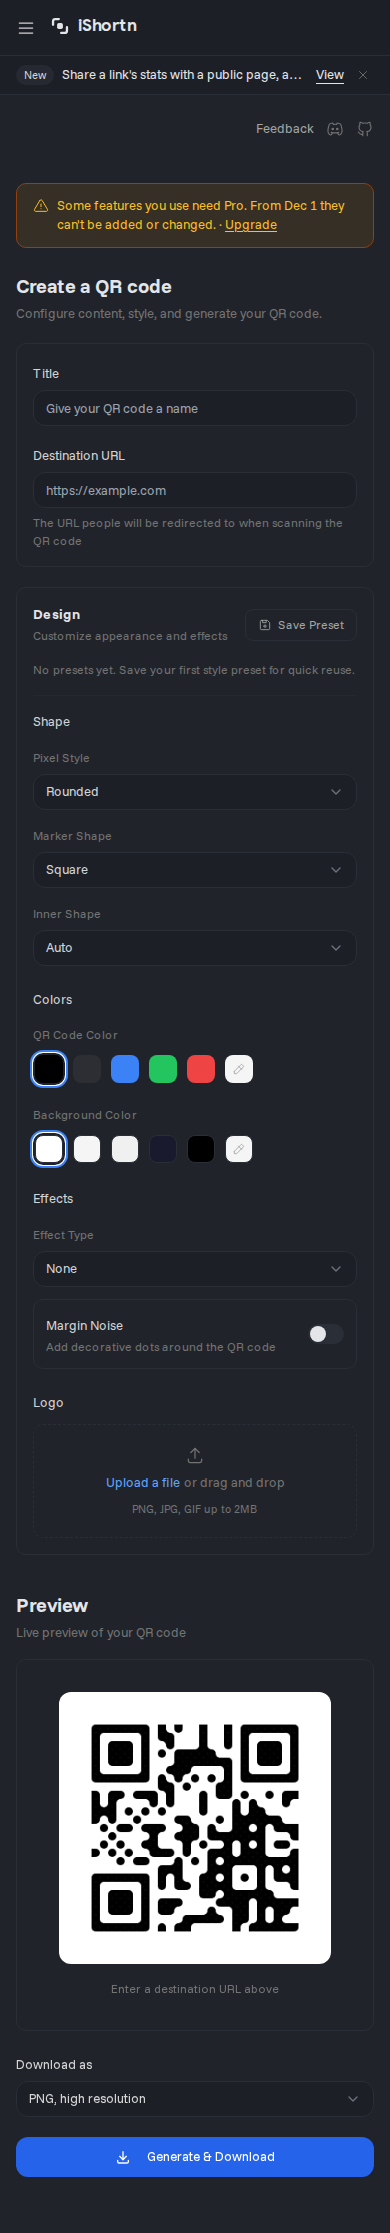 iShortn
New Share a link's stats with a public page, a... View
Feedback
Some features you use need Pro. From Dec 1 they
can't be added or changed. · Upgrade
Create a QR code
Configure content, style, and generate your QR code.
Title
Give your QR code a name
Destination URL
https://example.com
The URL people will be redirected to when scanning the
QR code
Design
Customize appearance and effects
Save Preset
No presets yet. Save your first style preset for quick reuse.
Shape
Pixel Style
Rounded
Marker Shape
Square
Inner Shape
Auto
Colors
QR Code Color
Background Color
Effects
Effect Type
None
Margin Noise
Add decorative dots around the QR code
Logo
Upload a file or drag and drop
PNG, JPG, GIF up to 2MB
Preview
Live preview of your QR code
Enter a destination URL above
Download as
PNG, high resolution
Generate & Download